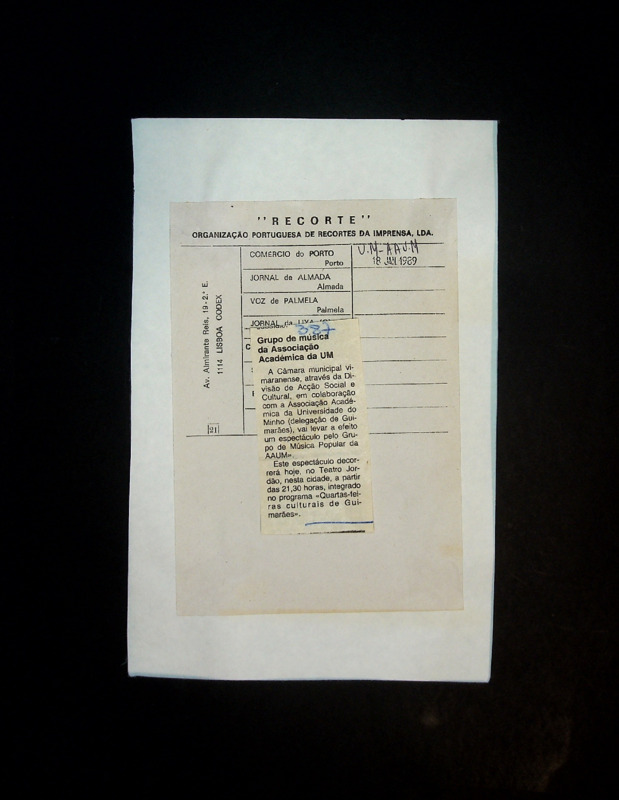 "RECORTE"
ORGANIZAÇÃO PORTUGUESA DE RECORTES DA IMPRENSA, LDA.
Av. Almirante Reis, 19-2.º E.
1114 LISBOA CODEX
21
COMERCIO do PORTO
Porto
JORNAL de ALMADA
Almada
VOZ de PALMELA
Palmela
JORNAL da LIXA
U.M-AAUM
18 JAN. 1989
387
Grupo de música
da Associação
Académica da UM
A Câmara municipal vi-
maranense, através da Di-
visão de Acção Social e
Cultural, em colaboração
com a Associação Acadé-
mica da Universidade do
Minho (delegação de Gui-
marães), vai levar a efeito
um espectáculo pelo Gru-
po de Música Popular da
AAUM».
Este espectáculo decor-
rerá hoje, no Teatro Jor-
dão, nesta cidade, a partir
das 21,30 horas, integrado
no programa «Quartas-fei-
ras culturais de Gui-
marães».